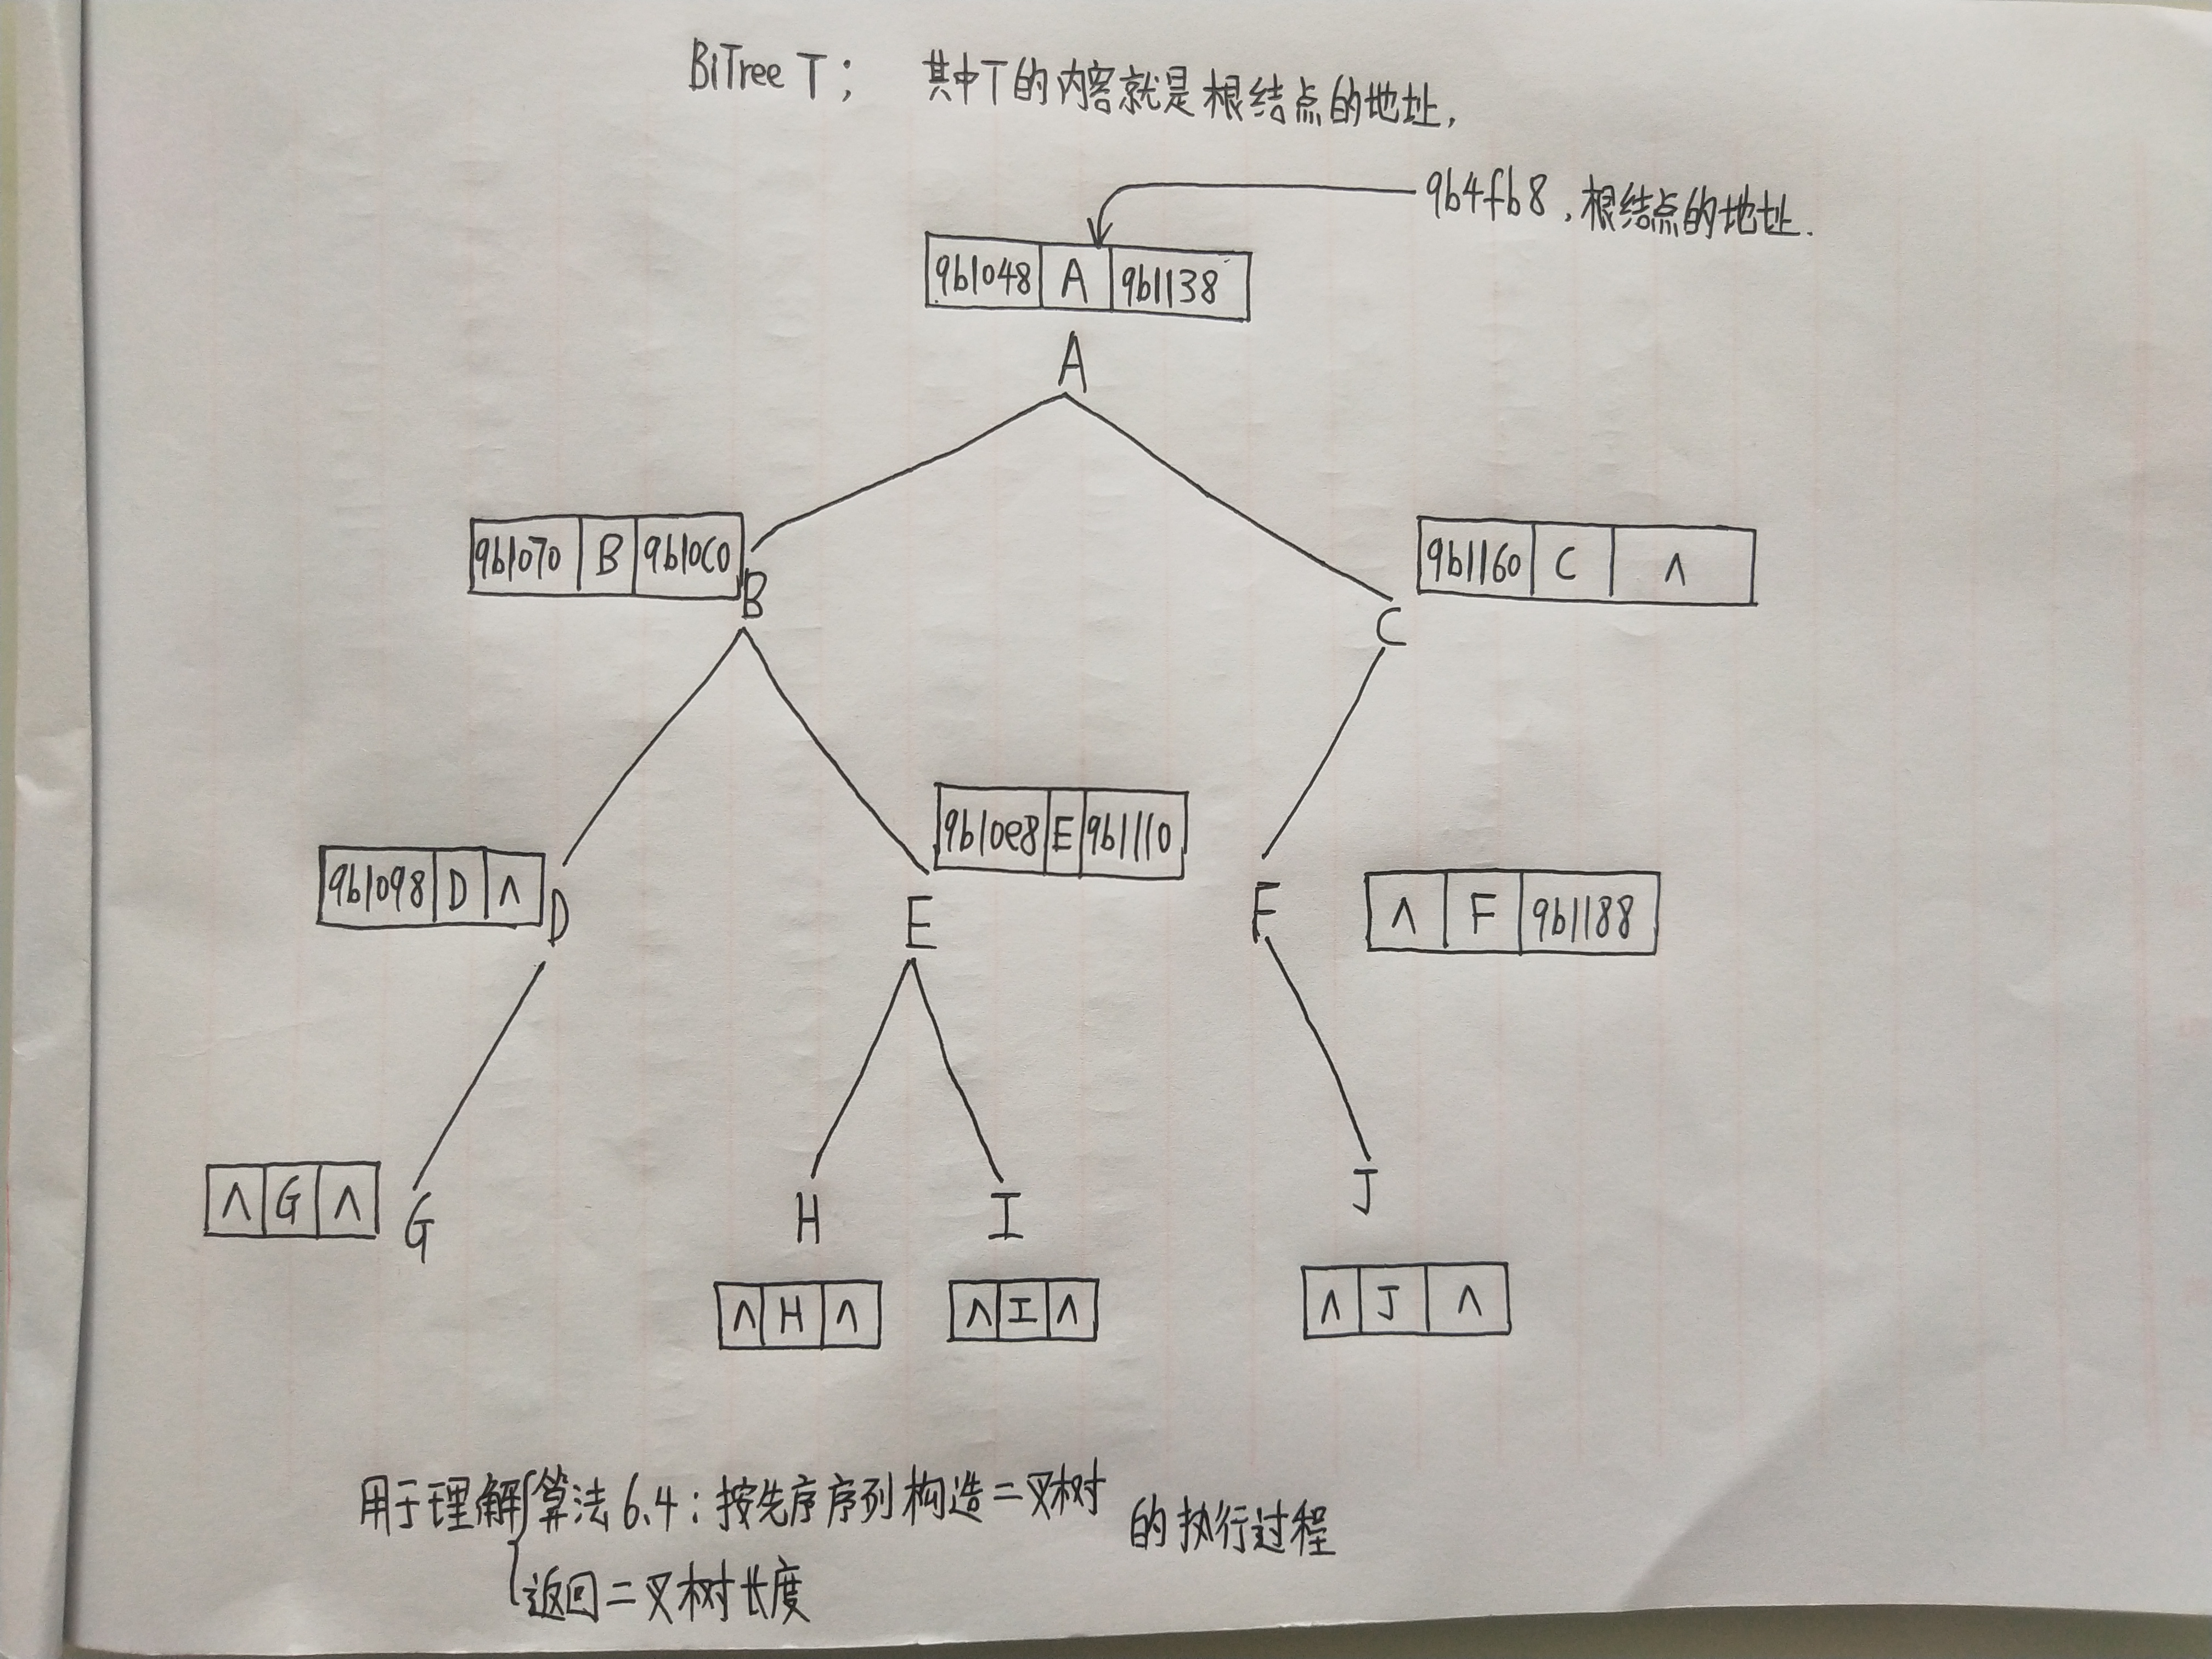 BiTree T; 其中T的内容就是根结点的地址,
9b4fb8,根结点的地址.
9b1048 A 9b1138
A
9b1070 B 9b10c0
9b1160 C ∧
B
C
9b10e8 E 9b1110
9b1098 D ∧
∧ F 9b1188
D
E
F
∧ G ∧
G
H
I
J
∧ H ∧
∧ I ∧
∧ J ∧
用于理解{算法6.4:按先序序列构造二叉树 的执行过程
返回二叉树长度